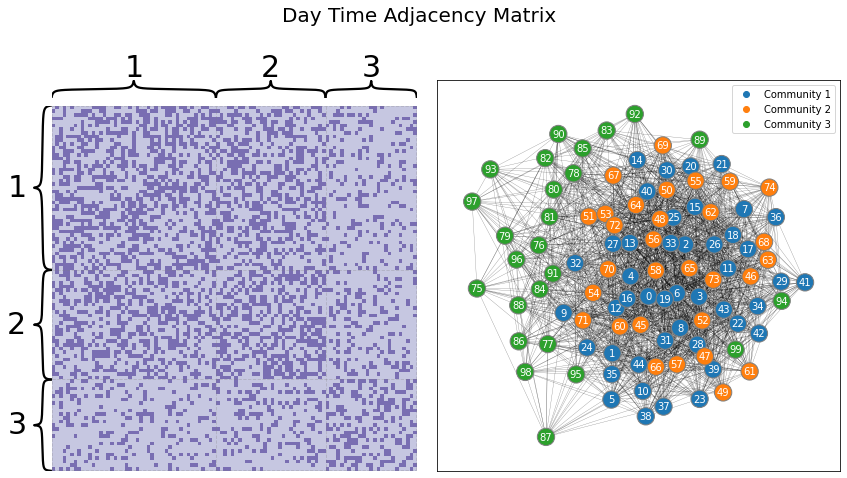 Day Time Adjacency Matrix
1 2 3
1
2
3
Community 1
Community 2
Community 3
92
90 83
85 69 89
82 14 20 21
93 78 67 30 55 59
80 40 50 74
97 64 15 7
81 51 53 48 25 62 36
72
79 76 27 13 56 33 2 26 18 17 68
96 32 63
91 70 4 58 65 11 46
75 84 54 73 29 41
88 16 0 19 6 3 94
9 12 43 34
71 60 45 8 52 22 42
86 77 24 31 28 99
1 47
98 95 35 44 66 57 39 61
5 10 49
38 37 23
87